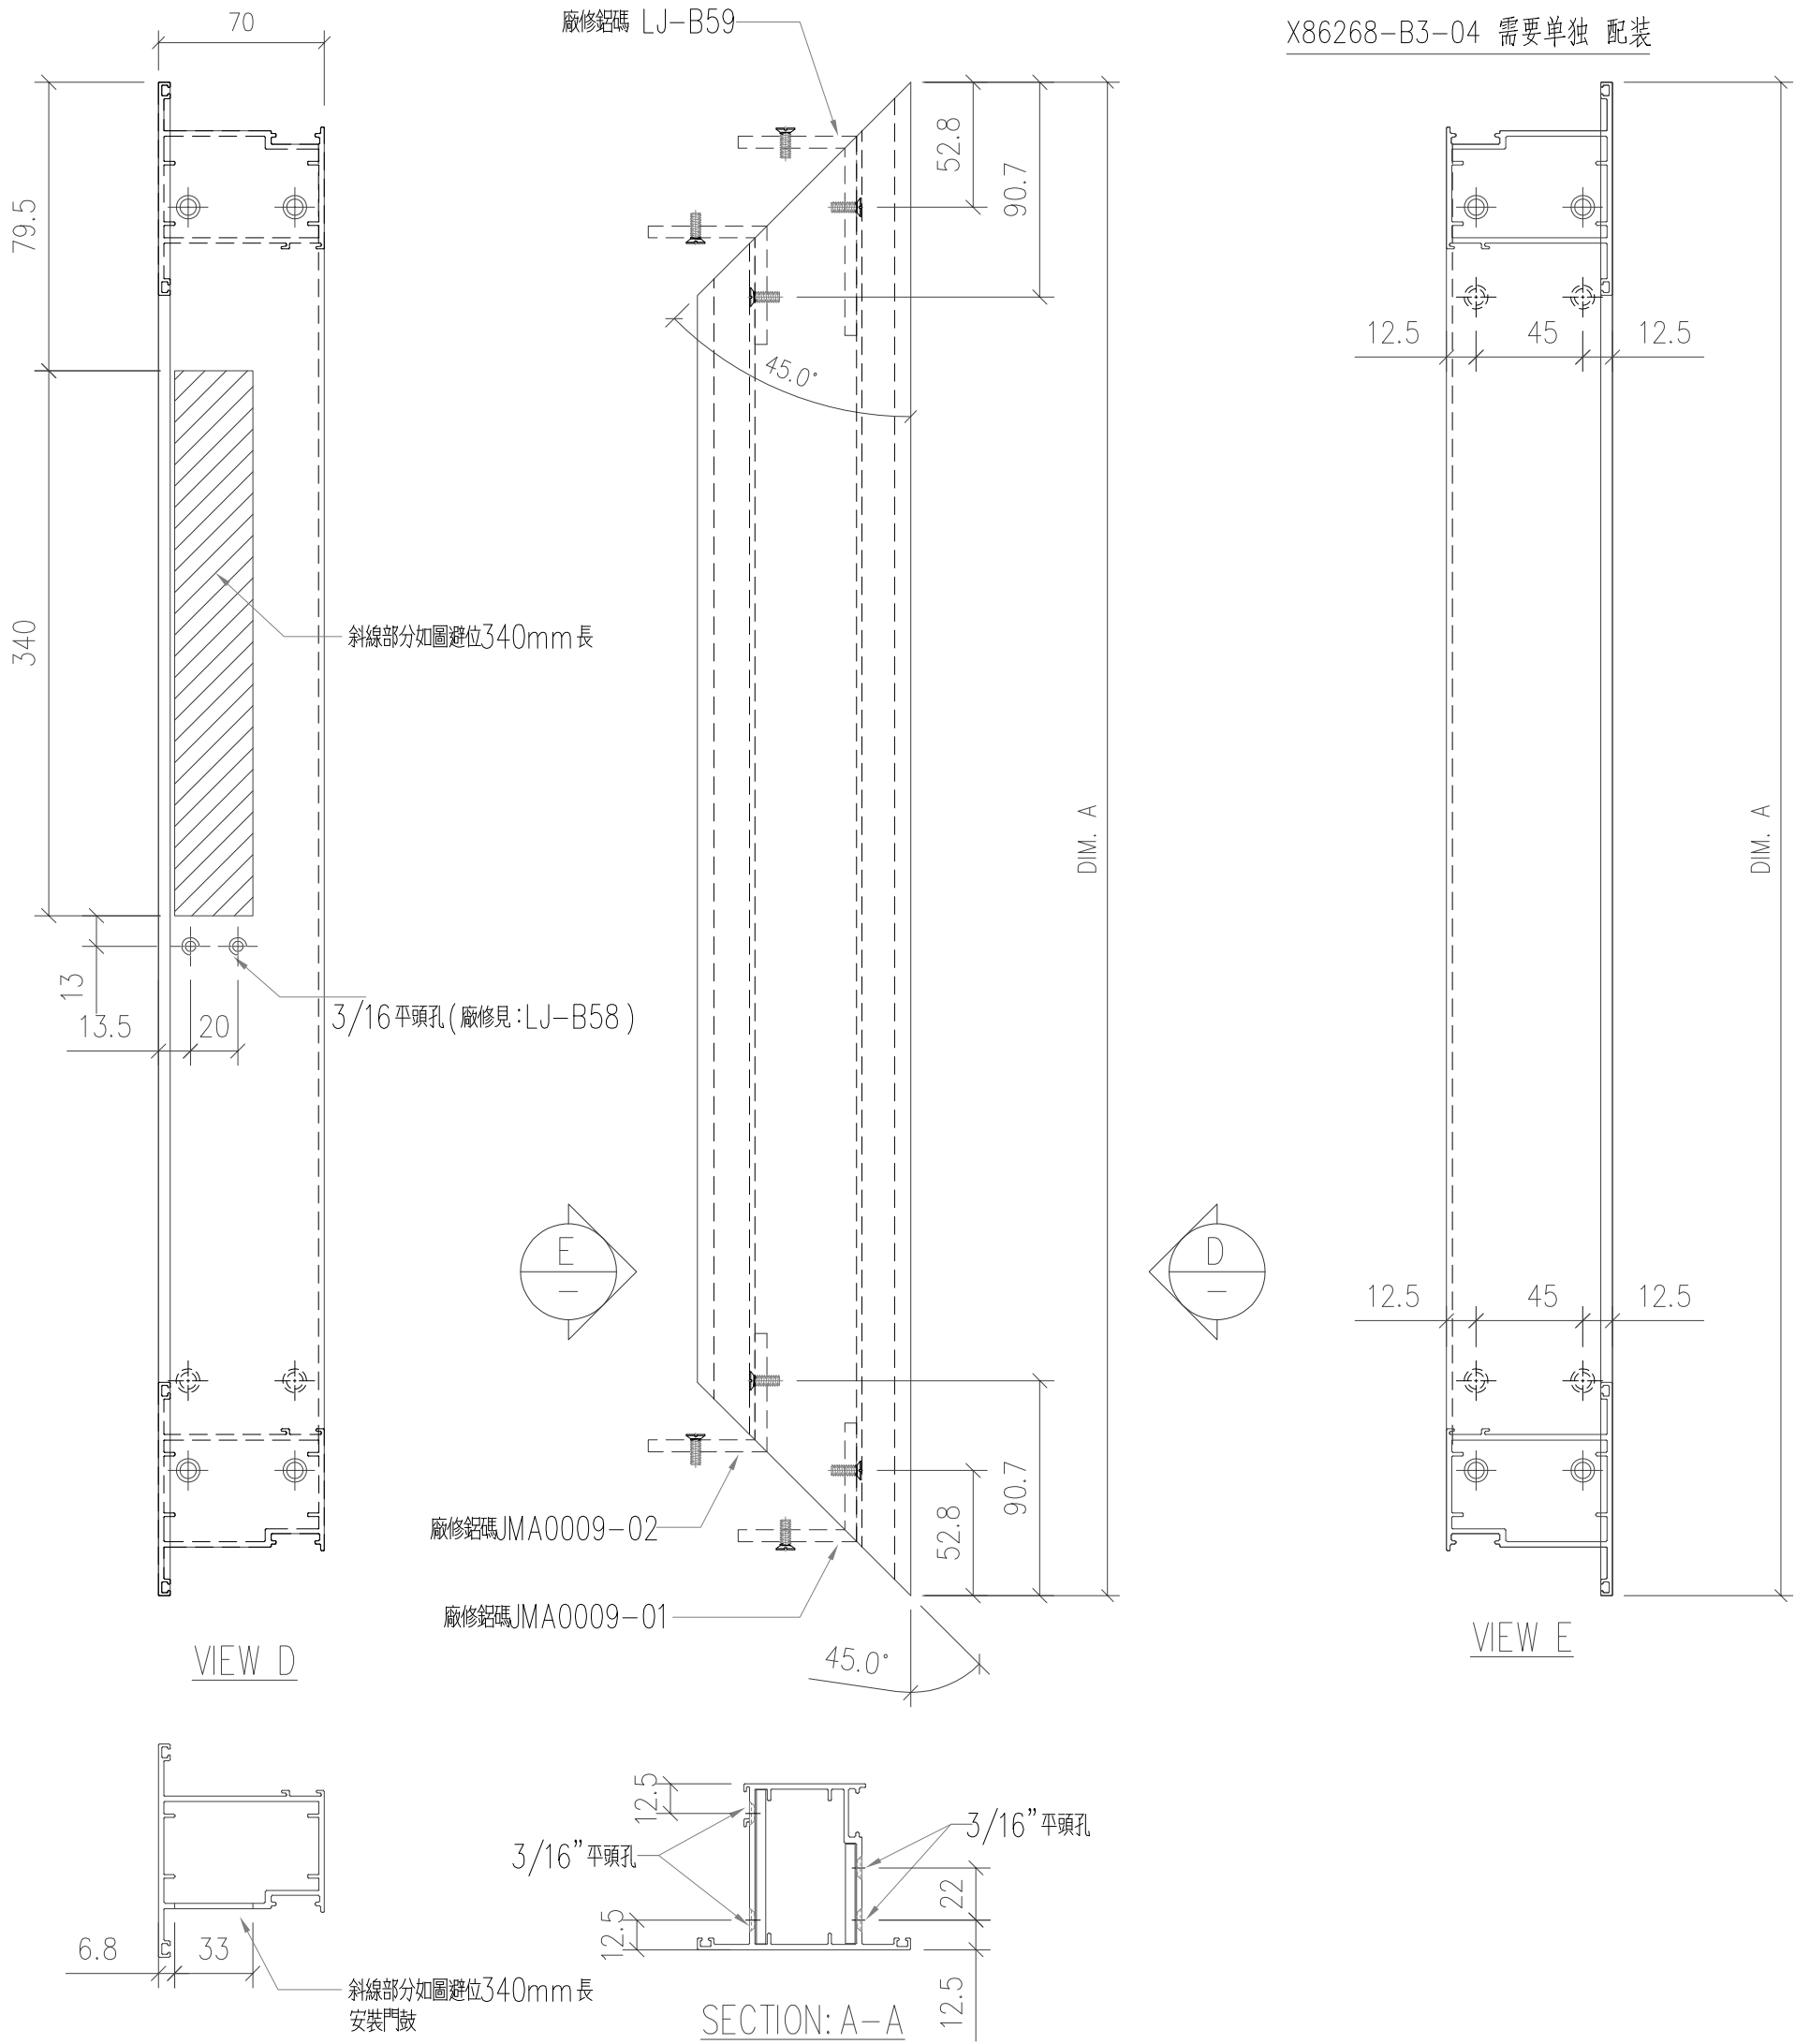 70
廠修鋁碼 LJ-B59
X86268-B3-04 需要单独 配装
79.5
52.8
90.7
45.0°
12.5
45
12.5
340
斜線部分如圖避位340mm長
DIM. A
DIM. A
13
13.5
20
3/16平頭孔(廠修見:LJ-B58)
E
-
D
-
12.5
45
12.5
90.7
52.8
廠修鋁碼JMA0009-02
廠修鋁碼JMA0009-01
45.0°
VIEW D
VIEW E
12.5
3/16”平頭孔
3/16”平頭孔
22
12.5
12.5
6.8
33
斜線部分如圖避位340mm長
安裝門鼓
SECTION: A-A